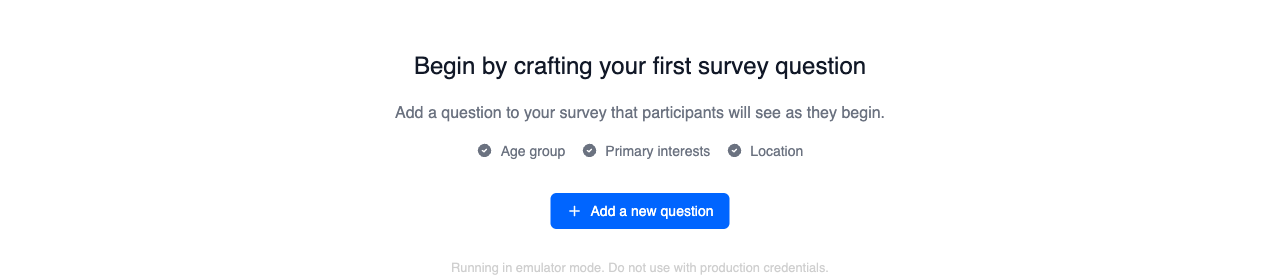 Begin by crafting your first survey question
Add a question to your survey that participants will see as they begin.
Age group Primary interests Location
Add a new question
Running in emulator mode. Do not use with production credentials.